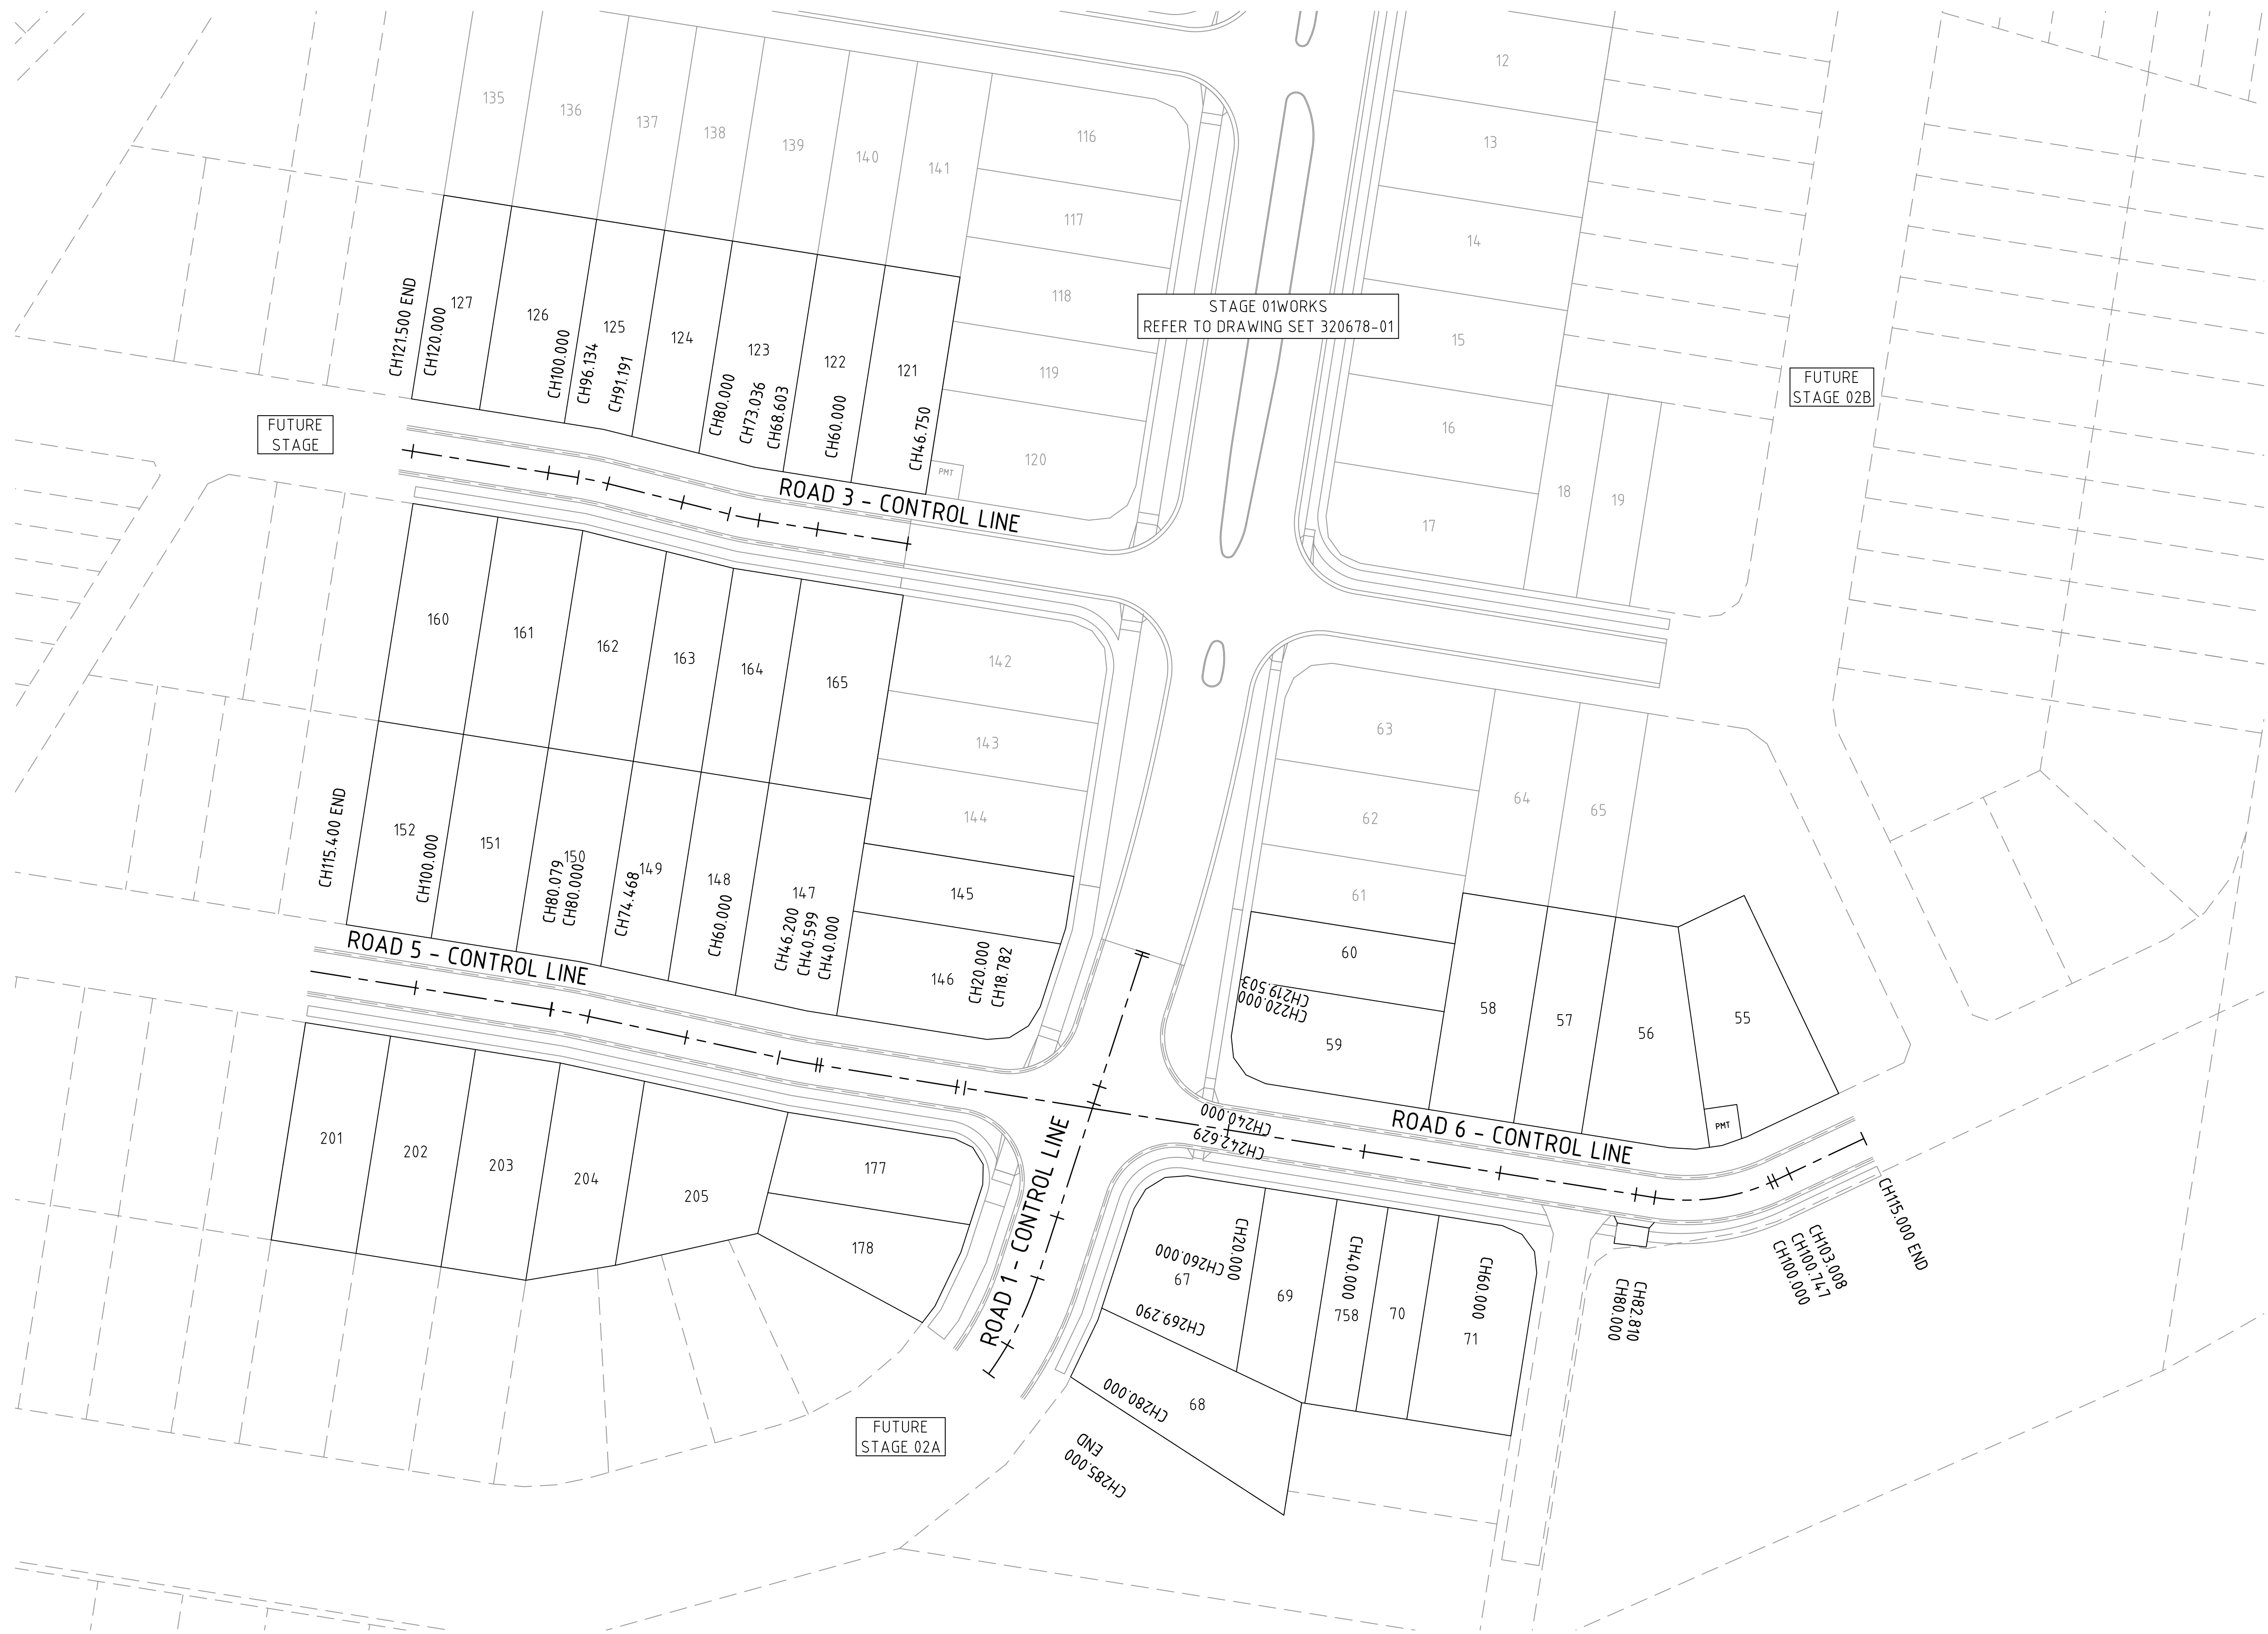 12
135
136
137
138
139
140
141
116
13
117
14
118
STAGE 01WORKS
REFER TO DRAWING SET 320678-01
15
119
FUTURE
STAGE 02B
127
126
125
124
123
122
121
CH121.500 END
CH120.000
CH100.000
CH96.134
CH91.191
CH80.000
CH73.036
CH68.603
CH60.000
CH46.750
FUTURE
STAGE
16
120
PMT
ROAD 3 - CONTROL LINE
17
18
19
160
161
162
163
164
165
142
143
144
63
62
61
64
65
152
151
150
149
148
147
145
146
CH115.400 END
CH100.000
CH80.079
CH80.000
CH74.468
CH60.000
CH46.200
CH40.599
CH40.000
CH20.000
CH18.782
ROAD 5 - CONTROL LINE
60
CH219.503
CH220.000
59
58
57
56
55
PMT
CH240.000
CH242.629
ROAD 6 - CONTROL LINE
201
202
203
204
205
177
178
ROAD 1 - CONTROL LINE
CH260.000
67
CH20.000
CH269.290
69
CH40.000
758
70
CH60.000
71
CH80.000
CH82.810
CH100.000
CH100.747
CH103.008
CH115.000 END
CH280.000
68
CH285.000
END
FUTURE
STAGE 02A